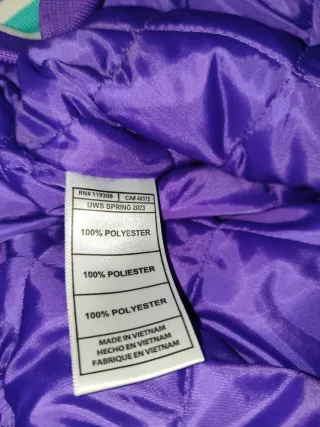 RN# 119208 CA# 40312
UWS SPRING 2023
100% POLYESTER
100% POLIESTER
100% POLYESTER
MADE IN VIETNAM
HECHO EN VIETNAM
FABRIQUE EN VIETNAM